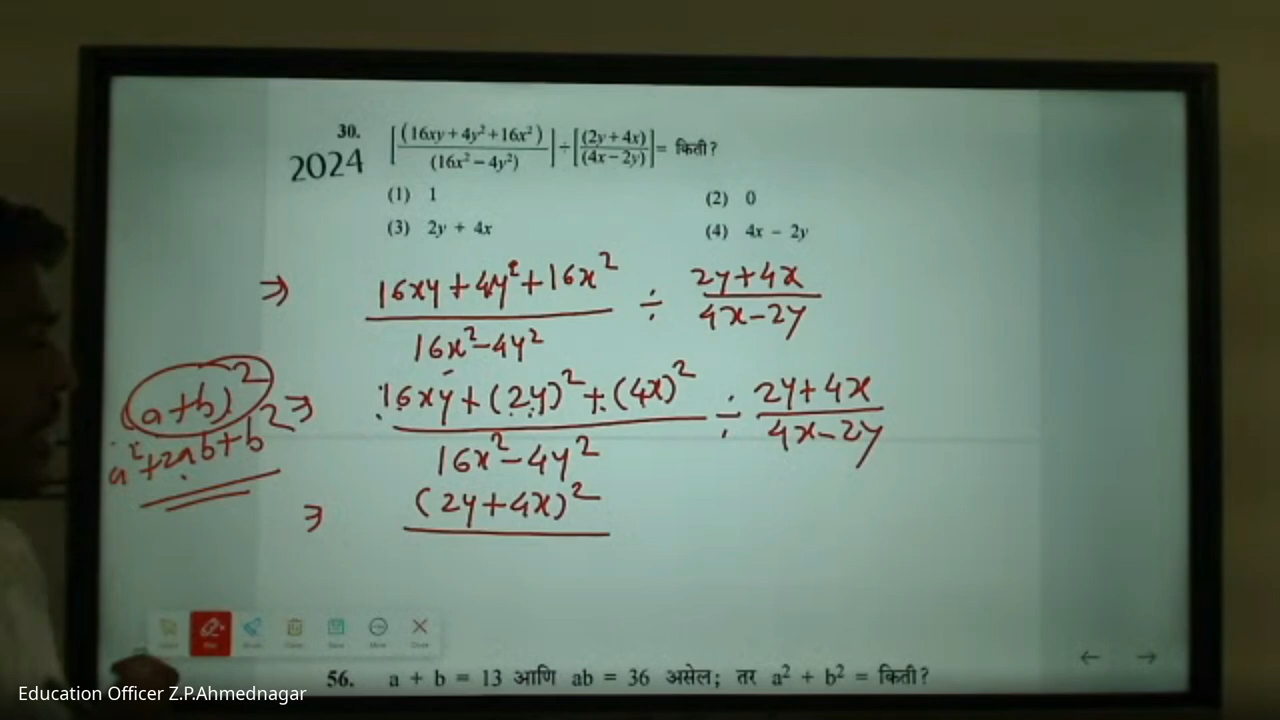 30. [(16xy + 4y² + 16x²)/(16x² – 4y²)] ÷ [(2y + 4x)/(4x – 2y)] = किती?
2024
(1) 1
(2) 0
(3) 2y + 4x
(4) 4x – 2y
⇒ (16xy + 4y² + 16x²)/(16x² – 4y²) ÷ (2y + 4x)/(4x – 2y)
⇒ (16xy + (2y)² + (4x)²)/(16x² – 4y²) ÷ (2y + 4x)/(4x – 2y)
(a+b)²
a² + 2ab + b²
⇒ (2y + 4x)²
56. a + b = 13 आणि ab = 36 असेल; तर a² + b² = किती?
Education Officer Z.P.Ahmednagar